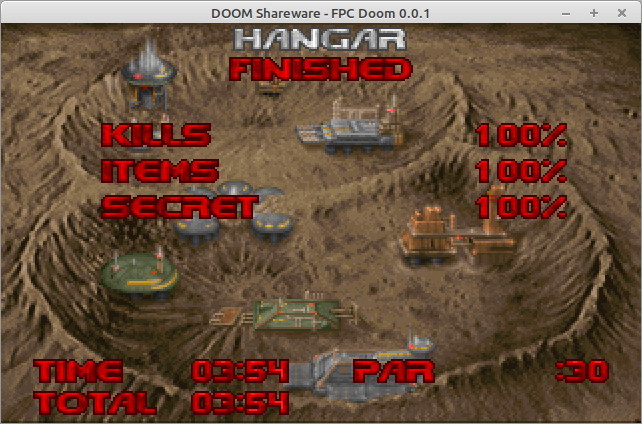 DOOM Shareware - FPC Doom 0.0.1
HANGAR
FINISHED
KILLS 100%
ITEMS 100%
SECRET 100%
TIME 03:54 PAR :30
TOTAL 03:54